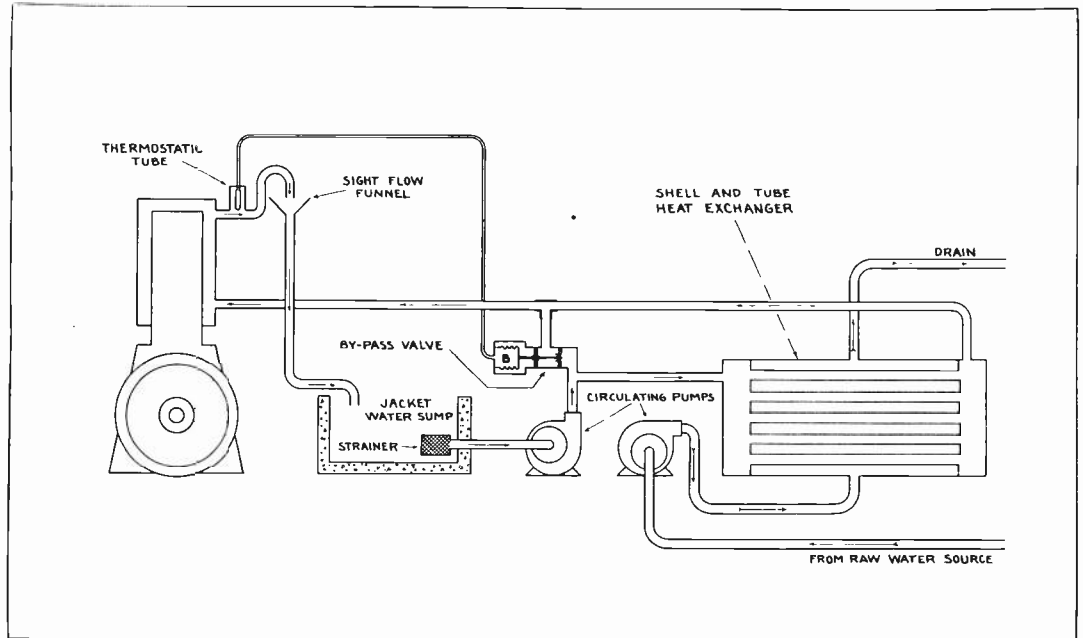 THERMOSTATIC
TUBE
SIGHT FLOW
FUNNEL
SHELL AND TUBE
HEAT EXCHANGER
DRAIN
B
BY-PASS VALVE
JACKET
WATER SUMP
CIRCULATING PUMPS
STRAINER
FROM RAW WATER SOURCE